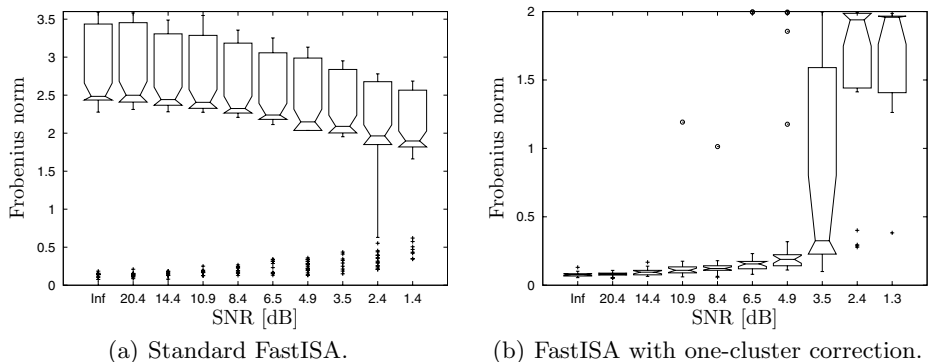 Frobenius norm
3.5
3
2.5
2
1.5
1
0.5
0
Inf 20.4 14.4 10.9 8.4 6.5 4.9 3.5 2.4 1.4
SNR [dB]
(a) Standard FastISA.
Frobenius norm
2
1.5
1
0.5
0
Inf 20.4 14.4 10.9 8.4 6.5 4.9 3.5 2.4 1.3
SNR [dB]
(b) FastISA with one-cluster correction.